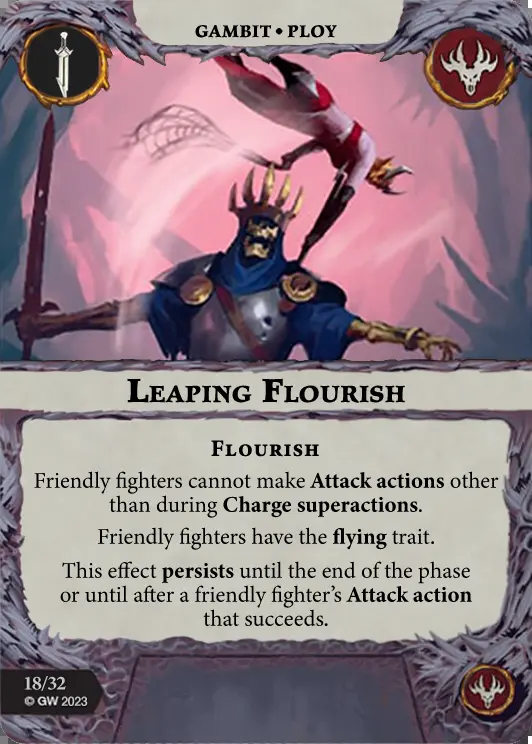 GAMBIT • PLOY
LEAPING FLOURISH
FLOURISH
Friendly fighters cannot make Attack actions other
than during Charge superactions.
Friendly fighters have the flying trait.
This effect persists until the end of the phase
or until after a friendly fighter's Attack action
that succeeds.
18/32
© GW 2023